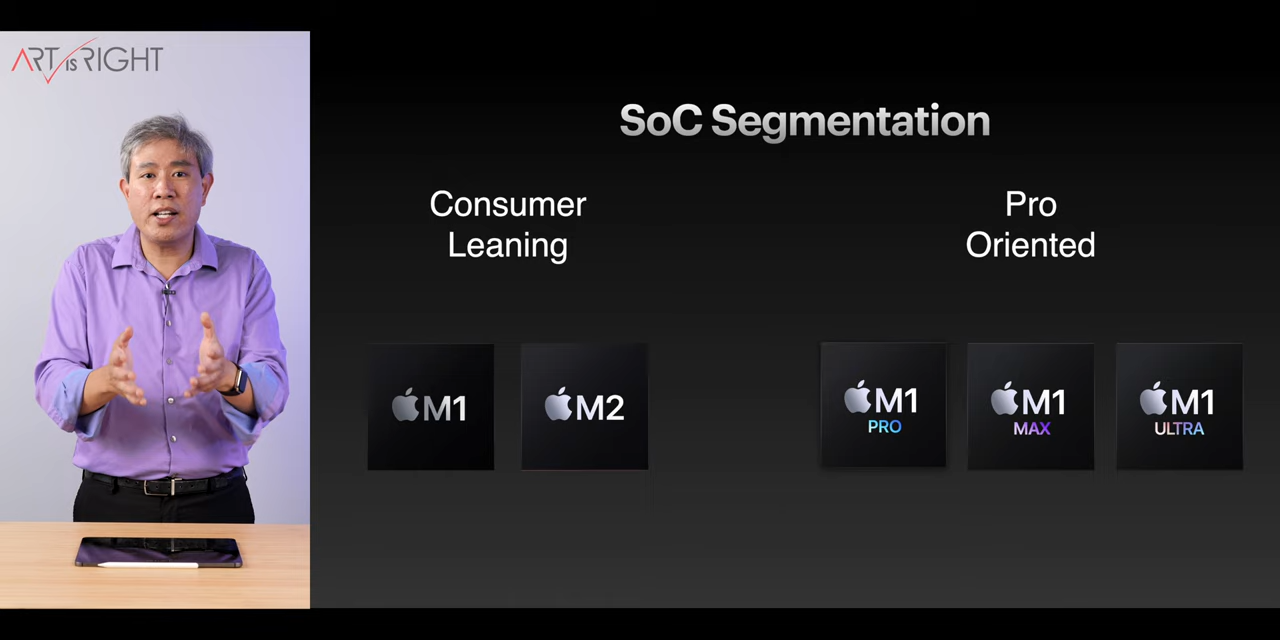 ART IS RIGHT
SoC Segmentation
Consumer
Leaning
Pro
Oriented
M1
M2
M1
PRO
M1
MAX
M1
ULTRA